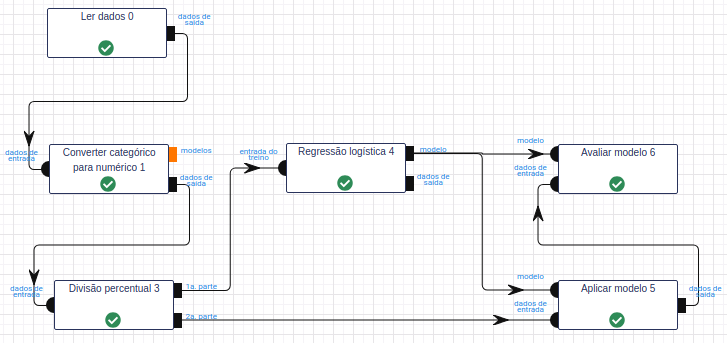 Ler dados 0
dados de
saída
dados de
entrada
Converter categórico
para numérico 1
modelos
dados de
saída
entrada do
treino
Regressão logística 4
modelo
dados de
saída
modelo
dados de
entrada
Avaliar modelo 6
dados de
entrada
Divisão percentual 3
1a. parte
2a. parte
modelo
dados de
entrada
Aplicar modelo 5
dados de
saída